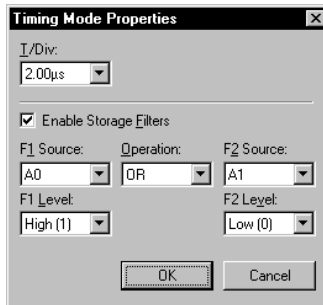 Timing Mode Properties
T/Div:
2.00µs
Enable Storage Filters
F1 Source: Operation: F2 Source:
A0 OR A1
F1 Level: F2 Level:
High (1) Low (0)
OK Cancel